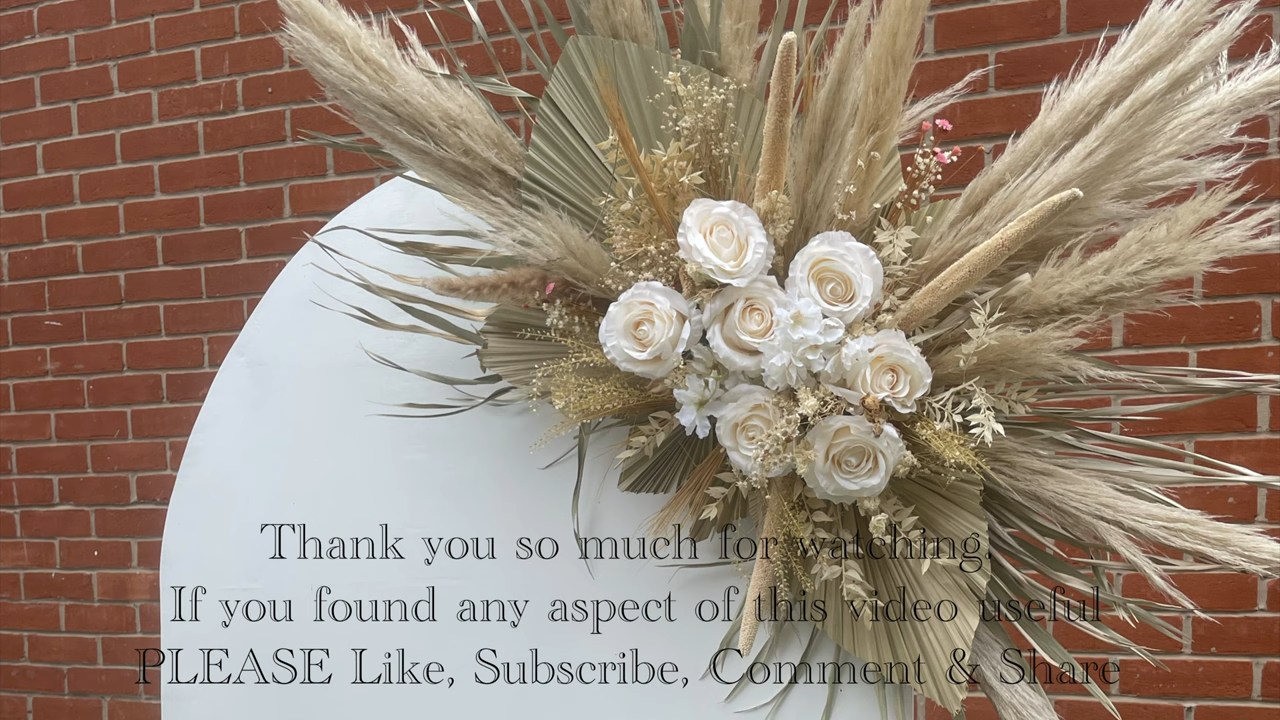 Thank you so much for watching.
If you found any aspect of this video useful
PLEASE Like, Subscribe, Comment & Share